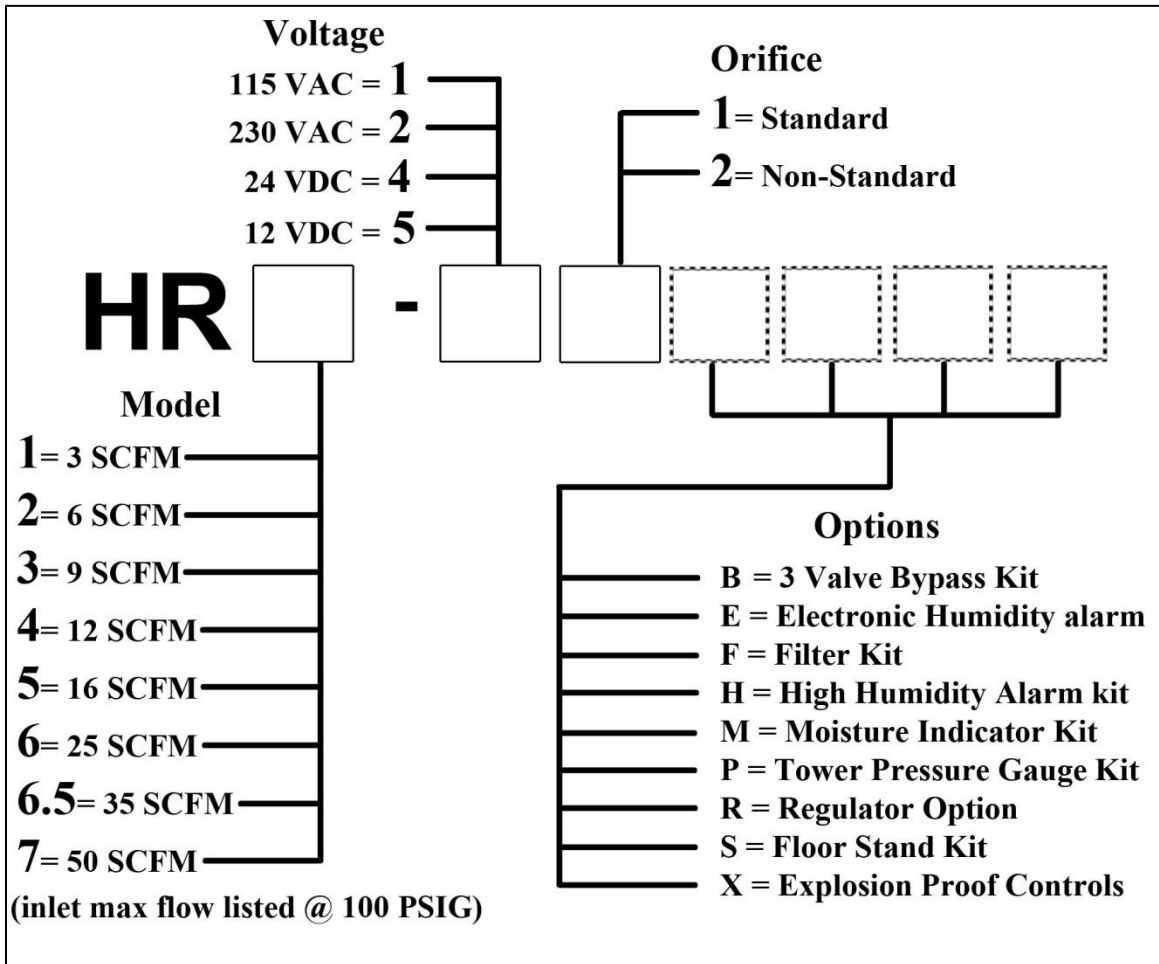 Voltage
115 VAC = 1
230 VAC = 2
24 VDC = 4
12 VDC = 5
Orifice
1= Standard
2= Non-Standard
HR -
Model
1= 3 SCFM
2= 6 SCFM
3= 9 SCFM
4= 12 SCFM
5= 16 SCFM
6= 25 SCFM
6.5= 35 SCFM
7= 50 SCFM
(inlet max flow listed @ 100 PSIG)
Options
B = 3 Valve Bypass Kit
E = Electronic Humidity alarm
F = Filter Kit
H = High Humidity Alarm kit
M = Moisture Indicator Kit
P = Tower Pressure Gauge Kit
R = Regulator Option
S = Floor Stand Kit
X = Explosion Proof Controls